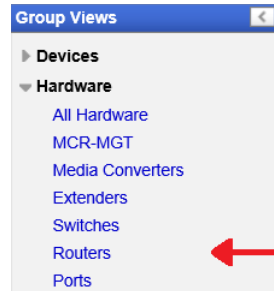 Group Views
Devices
Hardware
All Hardware
MCR-MGT
Media Converters
Extenders
Switches
Routers
Ports